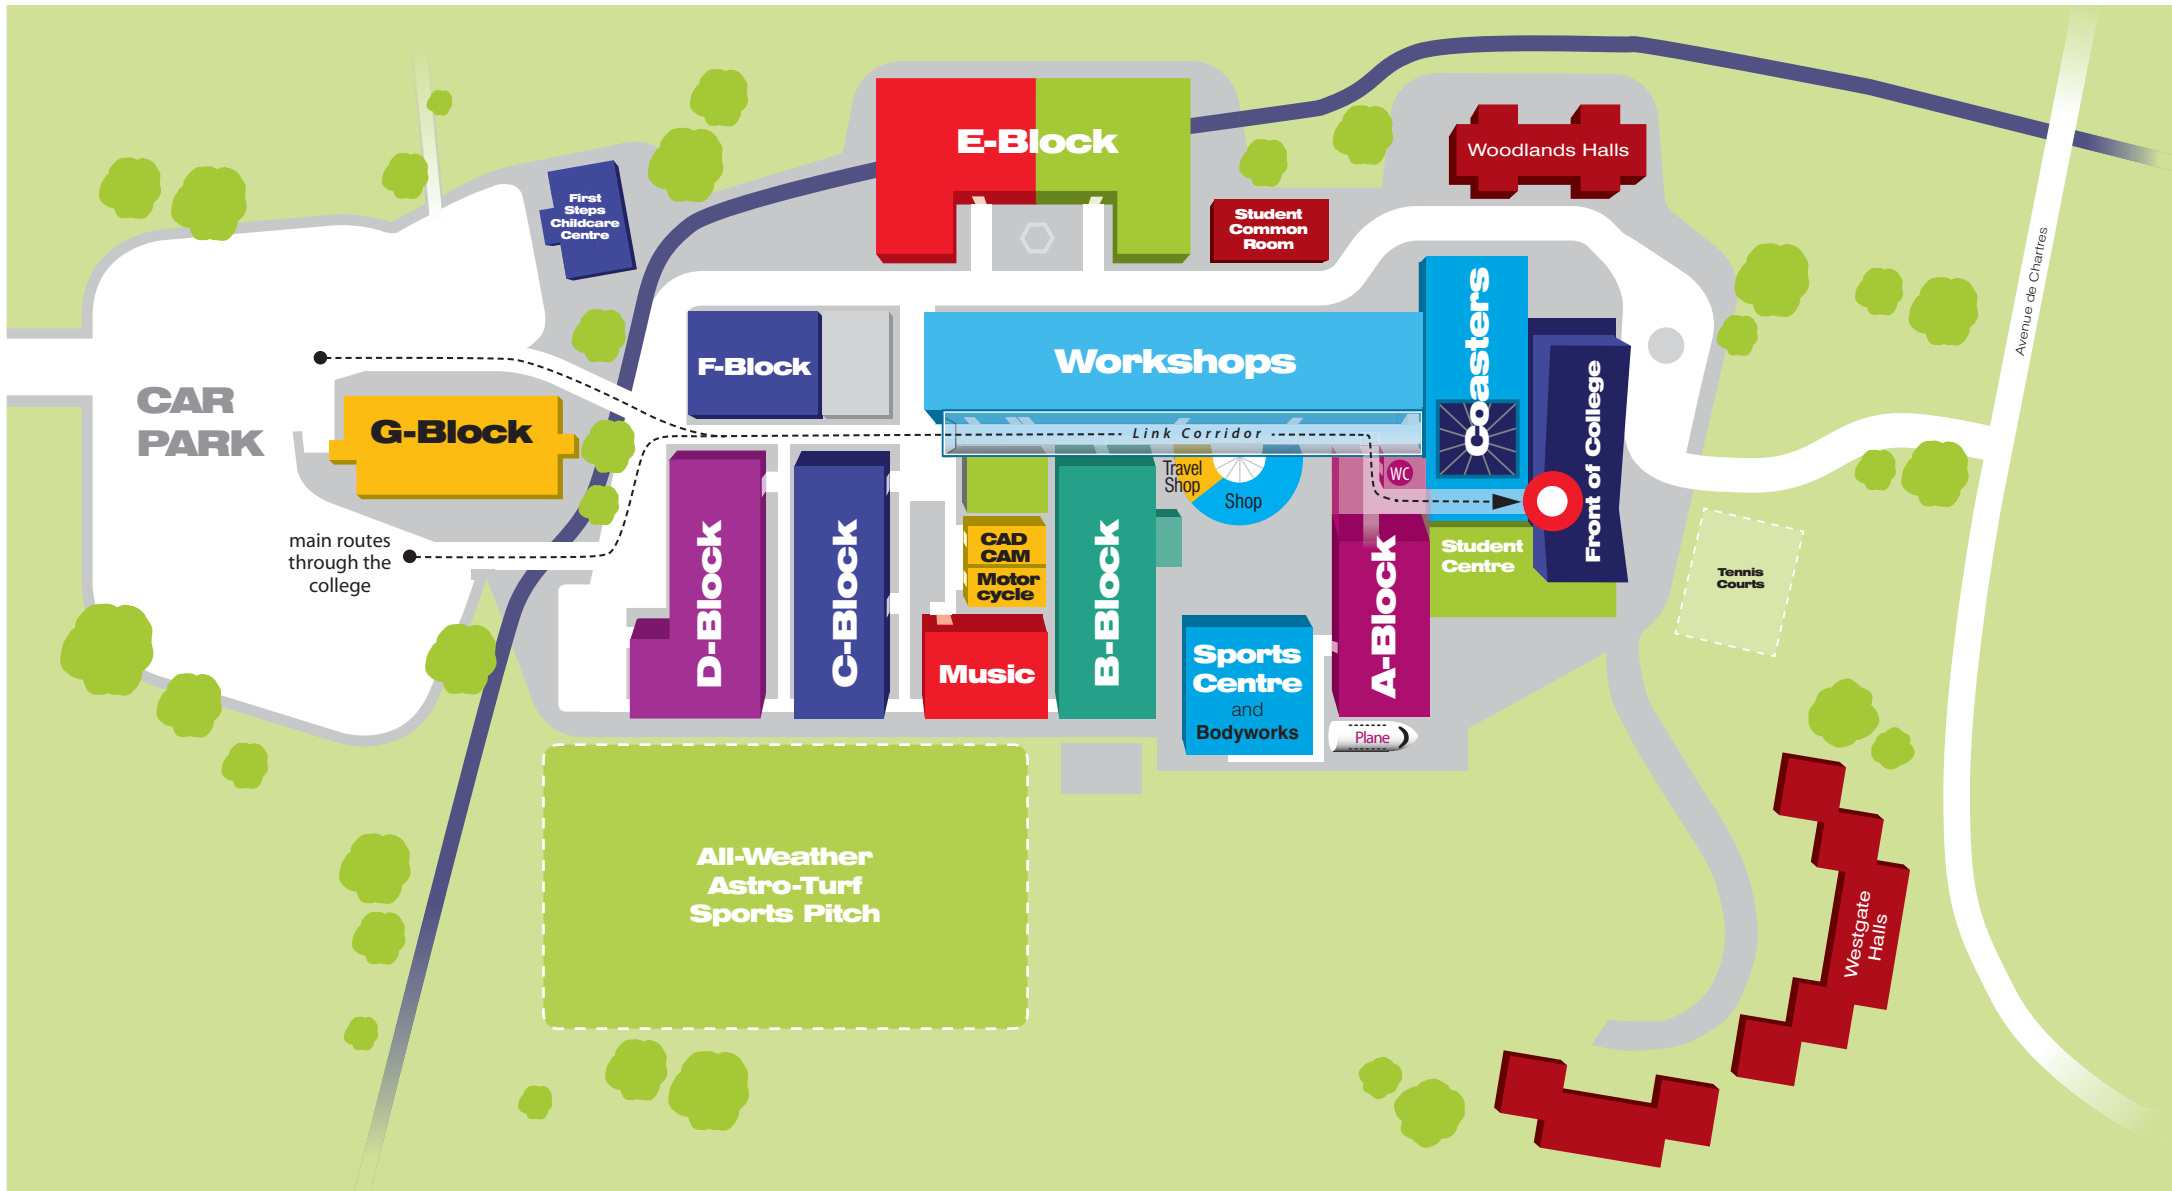 E-Block
Woodlands Halls
First
Steps
Childcare
Centre
Student
Common
Room
Avenue de Chartres
Coasters
F-Block
Workshops
Front of College
CAR
PARK
G-Block
Link Corridor
Travel
Shop
WC
Shop
main routes
through the
college
D-Block
C-Block
CAD
CAM
Motor
cycle
B-Block
A-Block
Student
Centre
Tennis
Courts
Music
Sports
Centre
and
Bodyworks
Plane
All-Weather
Astro-Turf
Sports Pitch
Westgate
Halls